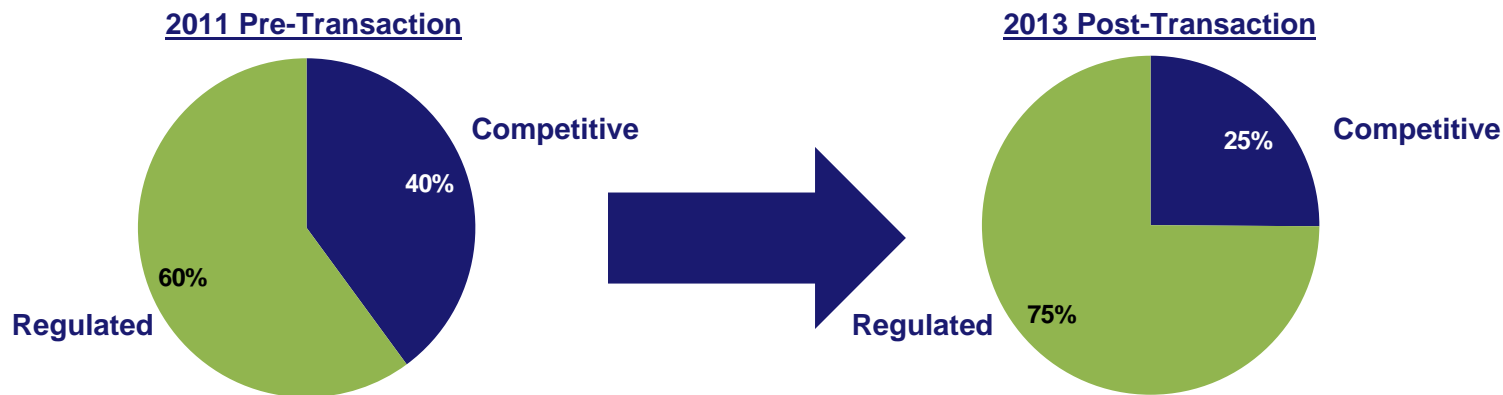 2011 Pre-Transaction
Competitive
40%
60%
Regulated
2013 Post-Transaction
25%
Competitive
75%
Regulated